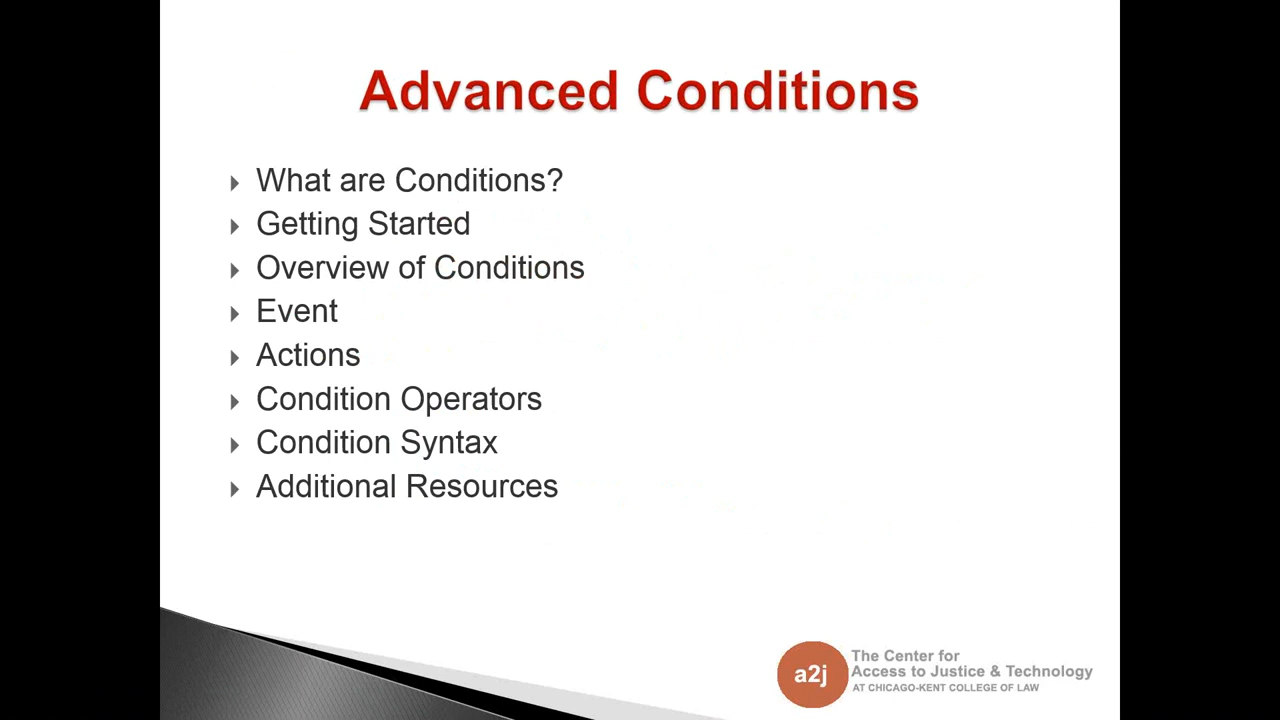 Advanced Conditions
What are Conditions?
Getting Started
Overview of Conditions
Event
Actions
Condition Operators
Condition Syntax
Additional Resources
a2j
The Center for
Access to Justice & Technology
AT CHICAGO-KENT COLLEGE OF LAW